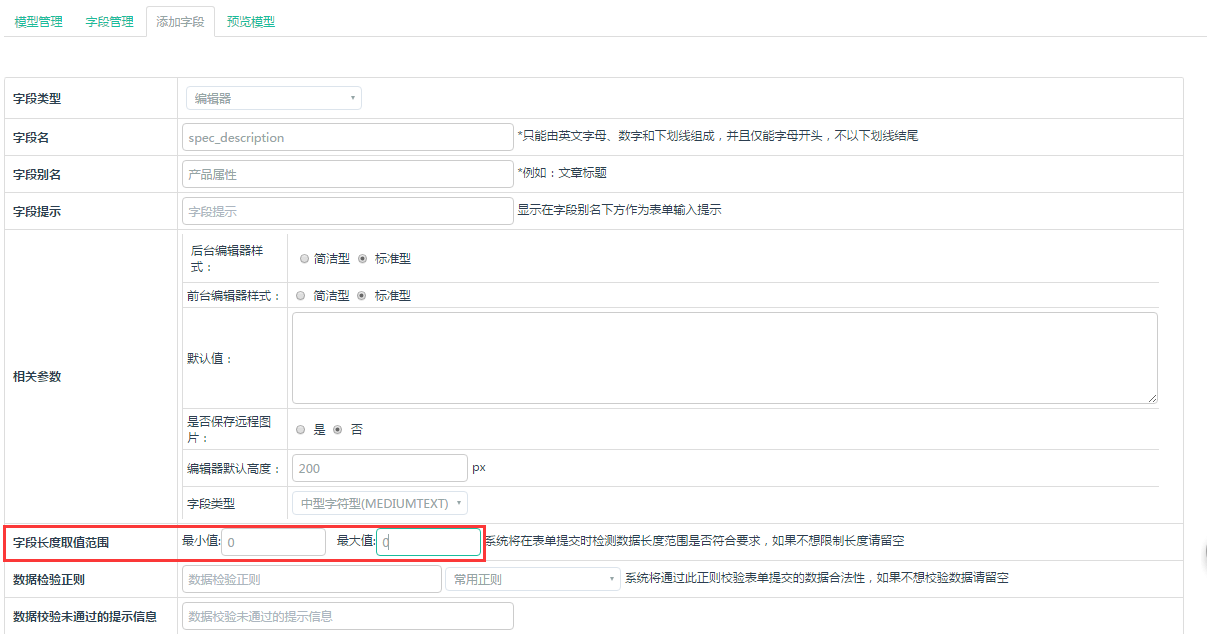 模型管理 字段管理 添加字段 预览模型
字段类型 编辑器
字段名 spec_description *只能由英文字母、数字和下划线组成，并且仅能字母开头，不以下划线结尾
字段别名 产品属性 *例如：文章标题
字段提示 字段提示 显示在字段别名下方作为表单输入提示
相关参数
后台编辑器样
式： 简洁型 标准型
前台编辑器样式： 简洁型 标准型
默认值：
是否保存远程图
片： 是 否
编辑器默认高度： 200 px
字段类型 中型字符型(MEDIUMTEXT)
字段长度取值范围 最小值: 0 最大值: 0 系统将在表单提交时检测数据长度范围是否符合要求，如果不想限制长度请留空
数据检验正则 数据检验正则 常用正则 系统将通过此正则校验表单提交的数据合法性，如果不想校验数据请留空
数据校验未通过的提示信息 数据校验未通过的提示信息